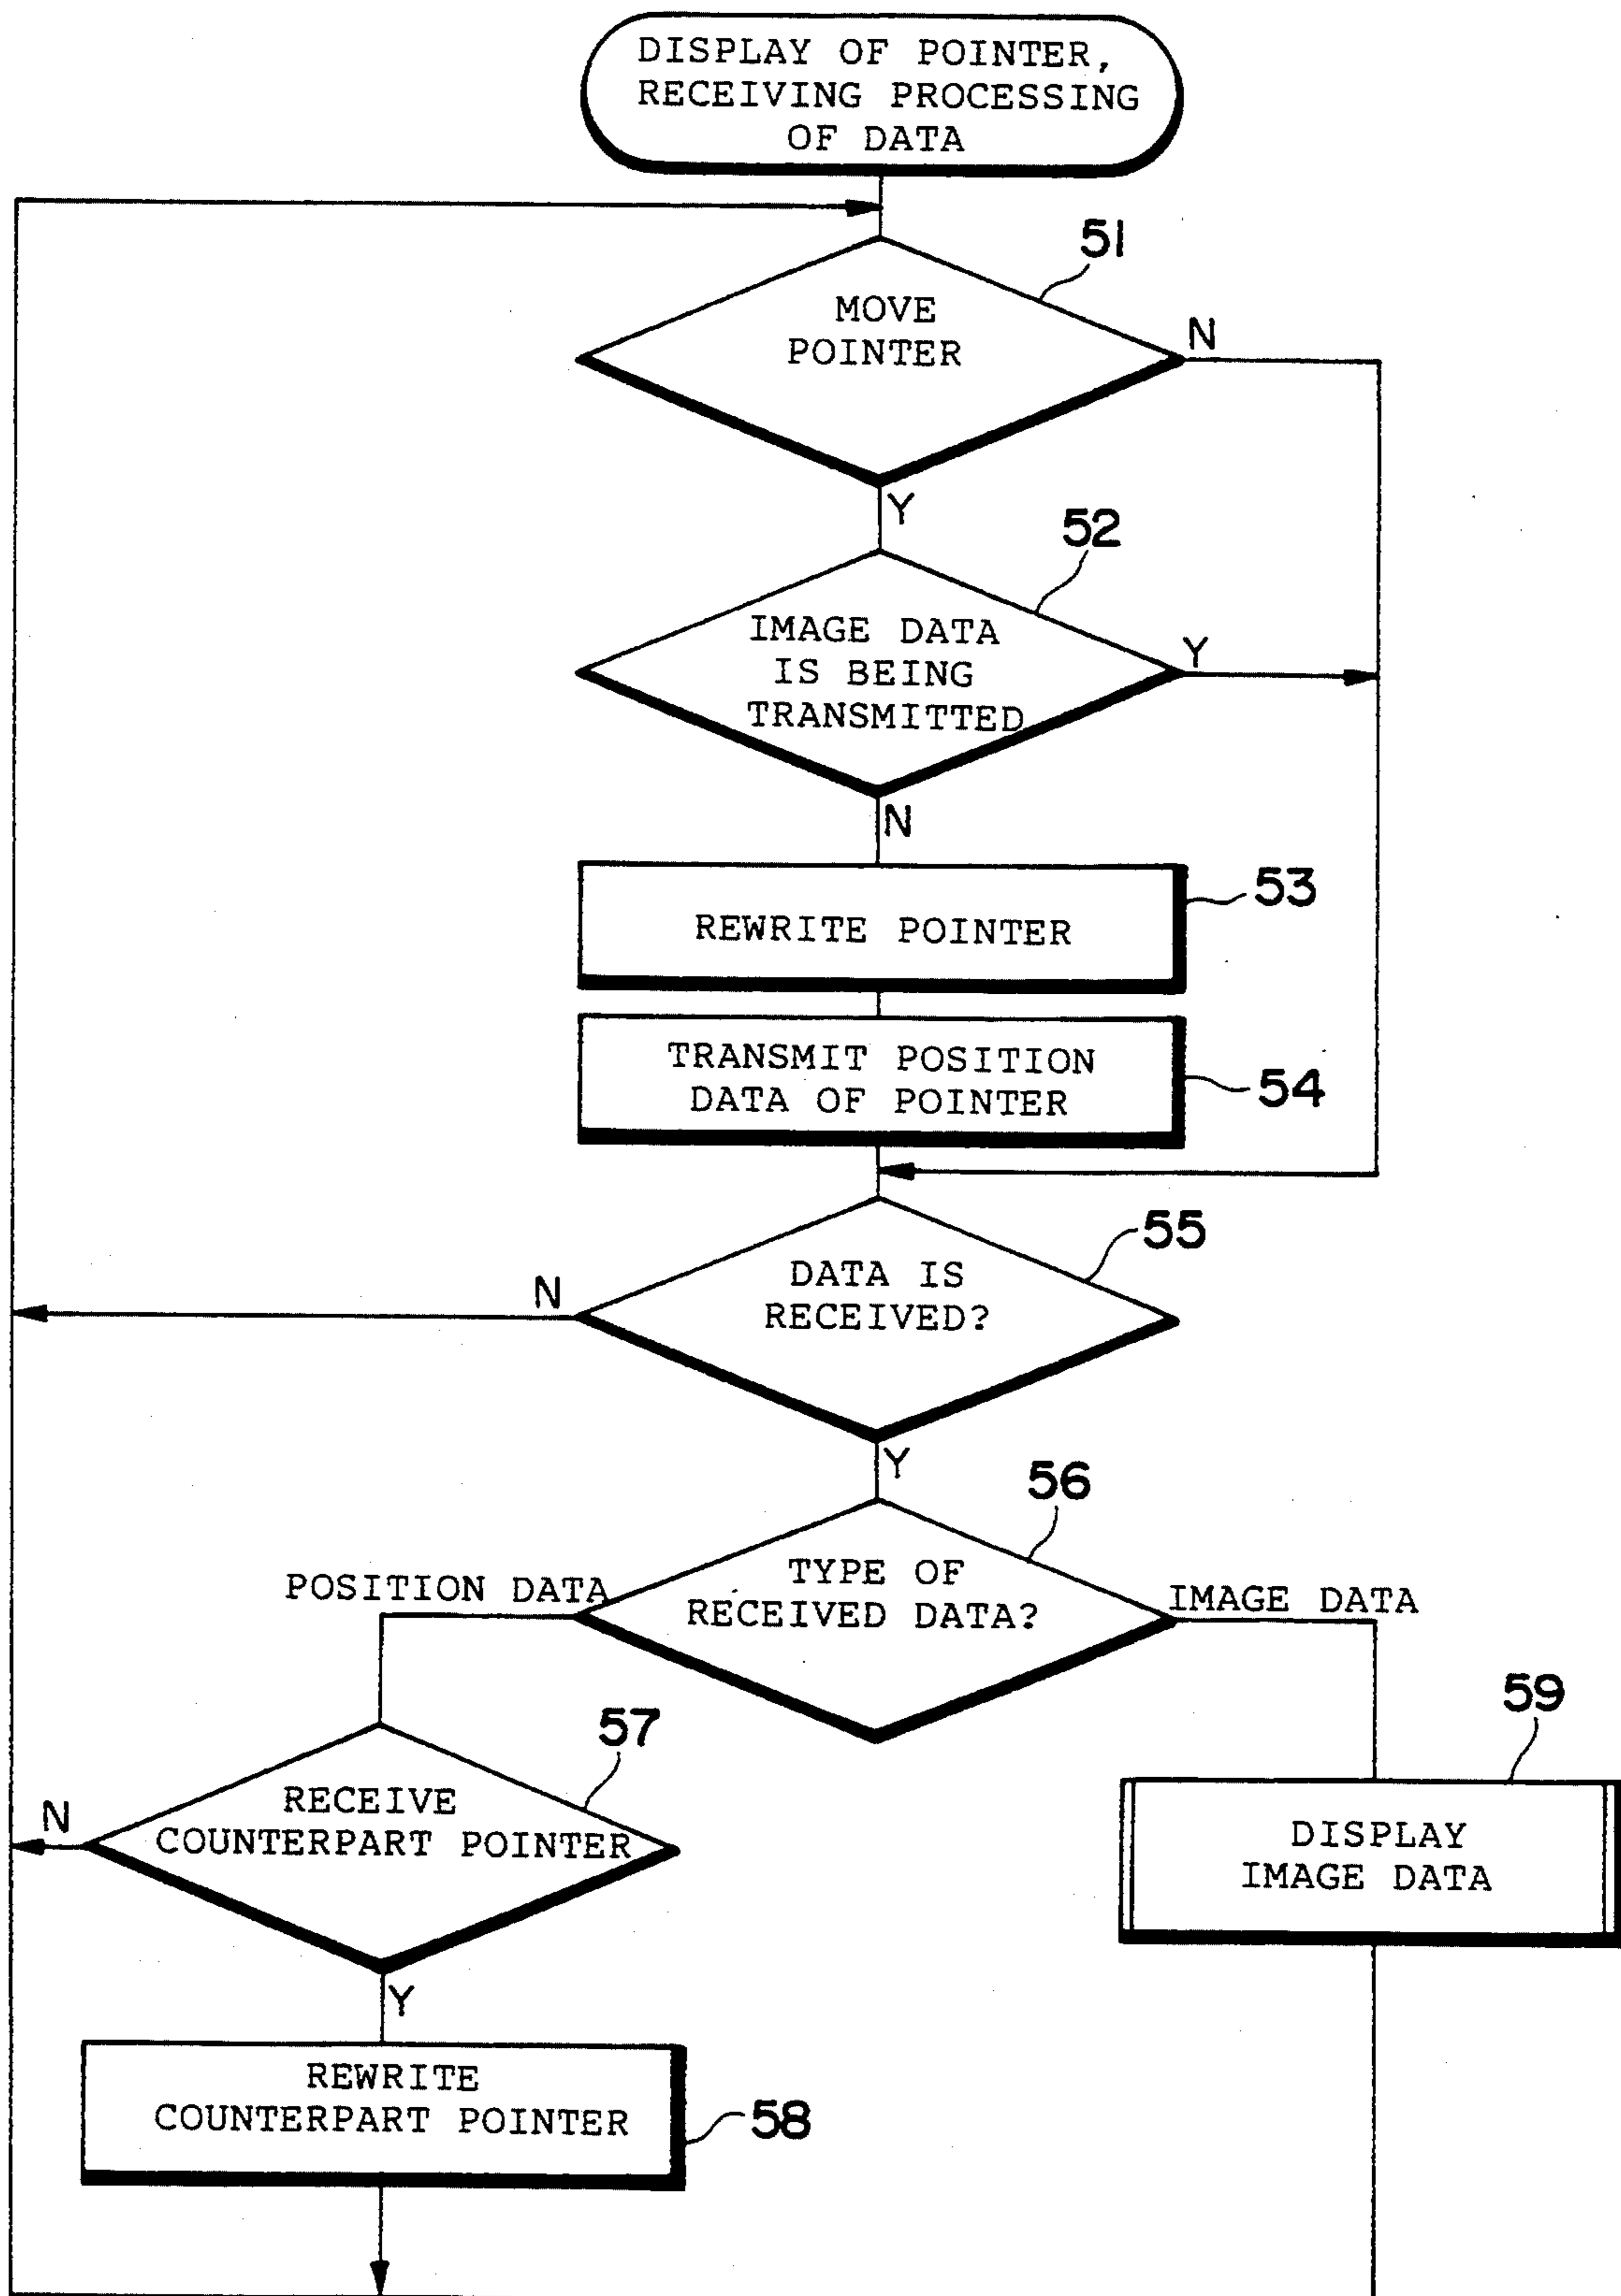 DISPLAY OF POINTER,
RECEIVING PROCESSING
OF DATA
51
MOVE
POINTER
N
Y
52
IMAGE DATA
IS BEING
TRANSMITTED
Y
N
53
REWRITE POINTER
TRANSMIT POSITION
DATA OF POINTER
54
55
DATA IS
RECEIVED?
N
Y
56
TYPE OF
RECEIVED DATA?
POSITION DATA
IMAGE DATA
57
RECEIVE
COUNTERPART POINTER
N
Y
59
DISPLAY
IMAGE DATA
REWRITE
COUNTERPART POINTER
58